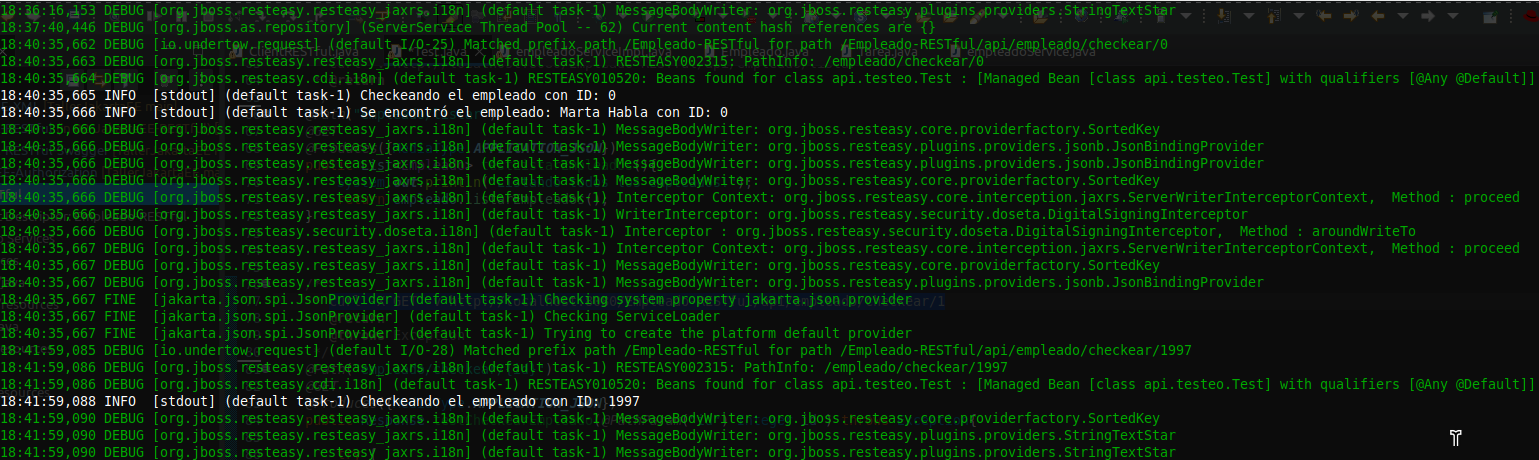 18:36:16,153 DEBUG [org.jboss.resteasy.resteasy_jaxrs.i18n] (default task-1) MessageBodyWriter: org.jboss.resteasy.plugins.providers.StringTextStar
18:37:40,446 DEBUG [org.jboss.as.repository] (ServerService Thread Pool -- 62) Current content hash references are {}
18:40:35,662 DEBUG [io.undertow.request] (default I/O-25) Matched prefix path /Empleado-RESTful for path /Empleado-RESTful/api/empleado/checkear/0
18:40:35,663 DEBUG [org.jboss.resteasy.resteasy_jaxrs.i18n] (default task-1) RESTEASY002315: PathInfo: /empleado/checkear/0
18:40:35,664 DEBUG [org.jboss.resteasy.cdi.i18n] (default task-1) RESTEASY010520: Beans found for class api.testeo.Test : [Managed Bean [class api.testeo.Test] with qualifiers [@Any @Default]]
18:40:35,665 INFO  [stdout] (default task-1) Checkeando el empleado con ID: 0
18:40:35,666 INFO  [stdout] (default task-1) Se encontró el empleado: Marta Habla con ID: 0
18:40:35,666 DEBUG [org.jboss.resteasy.resteasy_jaxrs.i18n] (default task-1) MessageBodyWriter: org.jboss.resteasy.core.providerfactory.SortedKey
18:40:35,666 DEBUG [org.jboss.resteasy.resteasy_jaxrs.i18n] (default task-1) MessageBodyWriter: org.jboss.resteasy.plugins.providers.jsonb.JsonBindingProvider
18:40:35,666 DEBUG [org.jboss.resteasy.resteasy_jaxrs.i18n] (default task-1) MessageBodyWriter: org.jboss.resteasy.plugins.providers.jsonb.JsonBindingProvider
18:40:35,666 DEBUG [org.jboss.resteasy.resteasy_jaxrs.i18n] (default task-1) MessageBodyWriter: org.jboss.resteasy.core.providerfactory.SortedKey
18:40:35,666 DEBUG [org.jboss.resteasy.resteasy_jaxrs.i18n] (default task-1) Interceptor Context: org.jboss.resteasy.core.interception.jaxrs.ServerWriterInterceptorContext,  Method : proceed
18:40:35,666 DEBUG [org.jboss.resteasy.resteasy_jaxrs.i18n] (default task-1) WriterInterceptor: org.jboss.resteasy.security.doseta.DigitalSigningInterceptor
18:40:35,666 DEBUG [org.jboss.resteasy.security.doseta.i18n] (default task-1) Interceptor : org.jboss.resteasy.security.doseta.DigitalSigningInterceptor,  Method : aroundWriteTo
18:40:35,667 DEBUG [org.jboss.resteasy.resteasy_jaxrs.i18n] (default task-1) Interceptor Context: org.jboss.resteasy.core.interception.jaxrs.ServerWriterInterceptorContext,  Method : proceed
18:40:35,667 DEBUG [org.jboss.resteasy.resteasy_jaxrs.i18n] (default task-1) MessageBodyWriter: org.jboss.resteasy.core.providerfactory.SortedKey
18:40:35,667 DEBUG [org.jboss.resteasy.resteasy_jaxrs.i18n] (default task-1) MessageBodyWriter: org.jboss.resteasy.plugins.providers.jsonb.JsonBindingProvider
18:40:35,667 FINE  [jakarta.json.spi.JsonProvider] (default task-1) Checking system property jakarta.json.provider
18:40:35,667 FINE  [jakarta.json.spi.JsonProvider] (default task-1) Checking ServiceLoader
18:40:35,667 FINE  [jakarta.json.spi.JsonProvider] (default task-1) Trying to create the platform default provider
18:41:59,085 DEBUG [io.undertow.request] (default I/O-28) Matched prefix path /Empleado-RESTful for path /Empleado-RESTful/api/empleado/checkear/1997
18:41:59,086 DEBUG [org.jboss.resteasy.resteasy_jaxrs.i18n] (default task-1) RESTEASY002315: PathInfo: /empleado/checkear/1997
18:41:59,086 DEBUG [org.jboss.resteasy.cdi.i18n] (default task-1) RESTEASY010520: Beans found for class api.testeo.Test : [Managed Bean [class api.testeo.Test] with qualifiers [@Any @Default]]
18:41:59,088 INFO  [stdout] (default task-1) Checkeando el empleado con ID: 1997
18:41:59,090 DEBUG [org.jboss.resteasy.resteasy_jaxrs.i18n] (default task-1) MessageBodyWriter: org.jboss.resteasy.core.providerfactory.SortedKey
18:41:59,090 DEBUG [org.jboss.resteasy.resteasy_jaxrs.i18n] (default task-1) MessageBodyWriter: org.jboss.resteasy.plugins.providers.StringTextStar
18:41:59,090 DEBUG [org.jboss.resteasy.resteasy_jaxrs.i18n] (default task-1) MessageBodyWriter: org.jboss.resteasy.plugins.providers.StringTextStar